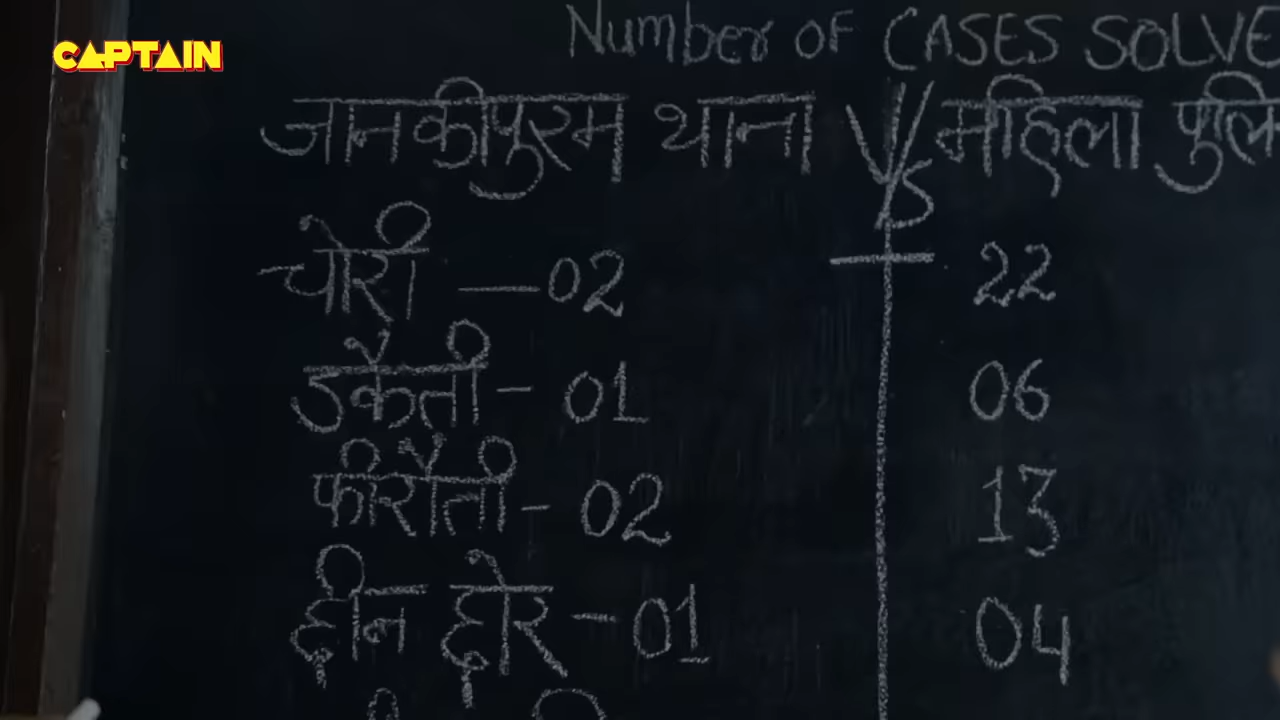 CAPTAIN
Number of CASES SOLVE
जानकीपुरम थाना V/S महिला पुलि
चोरी — 02 22
डकैती - 01 06
फीरौती - 02 13
छीन छोर - 01 04